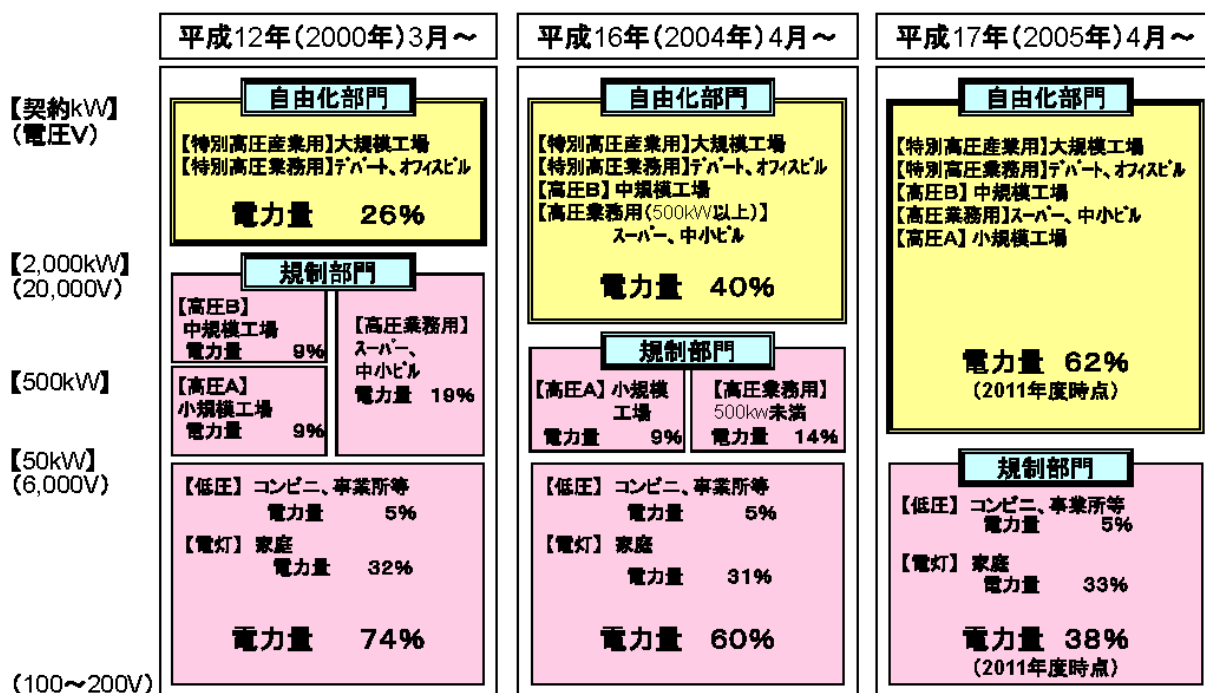 平成12年(2000年)3月～
平成16年(2004年)4月～
平成17年(2005年)4月～
【契約kW】
(電圧V)
【2,000kW】
(20,000V)
【500kW】
【50kW】
(6,000V)
(100～200V)
自由化部門
【特別高圧産業用】大規模工場
【特別高圧業務用】デパート、オフィスビル
電力量 26%
規制部門
【高圧B】
中規模工場
電力量 9%
【高圧A】
小規模工場
電力量 9%
【高圧業務用】
スーパー、
中小ビル
電力量 19%
【低圧】 コンビニ、事業所等
電力量 5%
【電灯】 家庭
電力量 32%
電力量 74%
自由化部門
【特別高圧産業用】大規模工場
【特別高圧業務用】デパート、オフィスビル
【高圧B】 中規模工場
【高圧業務用(500kW以上)】
スーパー、中小ビル
電力量 40%
規制部門
【高圧A】 小規模
工場
電力量 9%
【高圧業務用】
500kw未満
電力量 14%
【低圧】 コンビニ、事業所等
電力量 5%
【電灯】 家庭
電力量 31%
電力量 60%
自由化部門
【特別高圧産業用】大規模工場
【特別高圧業務用】デパート、オフィスビル
【高圧B】 中規模工場
【高圧業務用】スーパー、中小ビル
【高圧A】 小規模工場
電力量 62%
(2011年度時点)
規制部門
【低圧】 コンビニ、事業所等
電力量 5%
【電灯】 家庭
電力量 33%
電力量 38%
(2011年度時点)